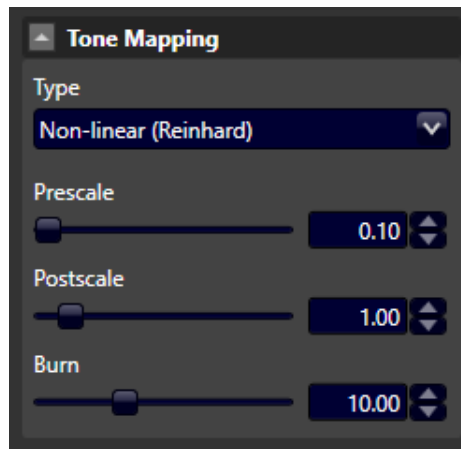 Tone Mapping
Type
Non-linear (Reinhard)
Prescale
0.10
Postscale
1.00
Burn
10.00